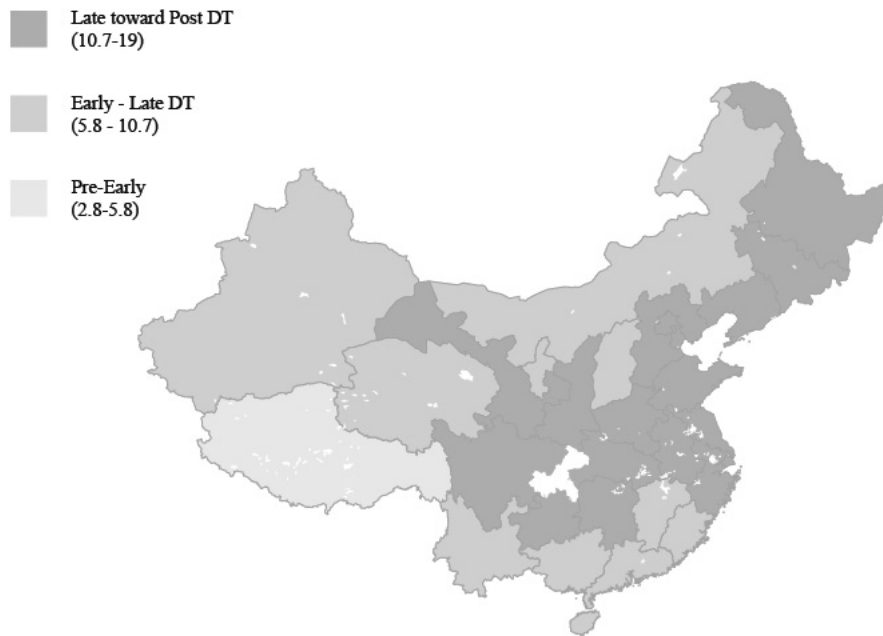 Late toward Post DT
(10.7-19)
Early - Late DT
(5.8 - 10.7)
Pre-Early
(2.8-5.8)